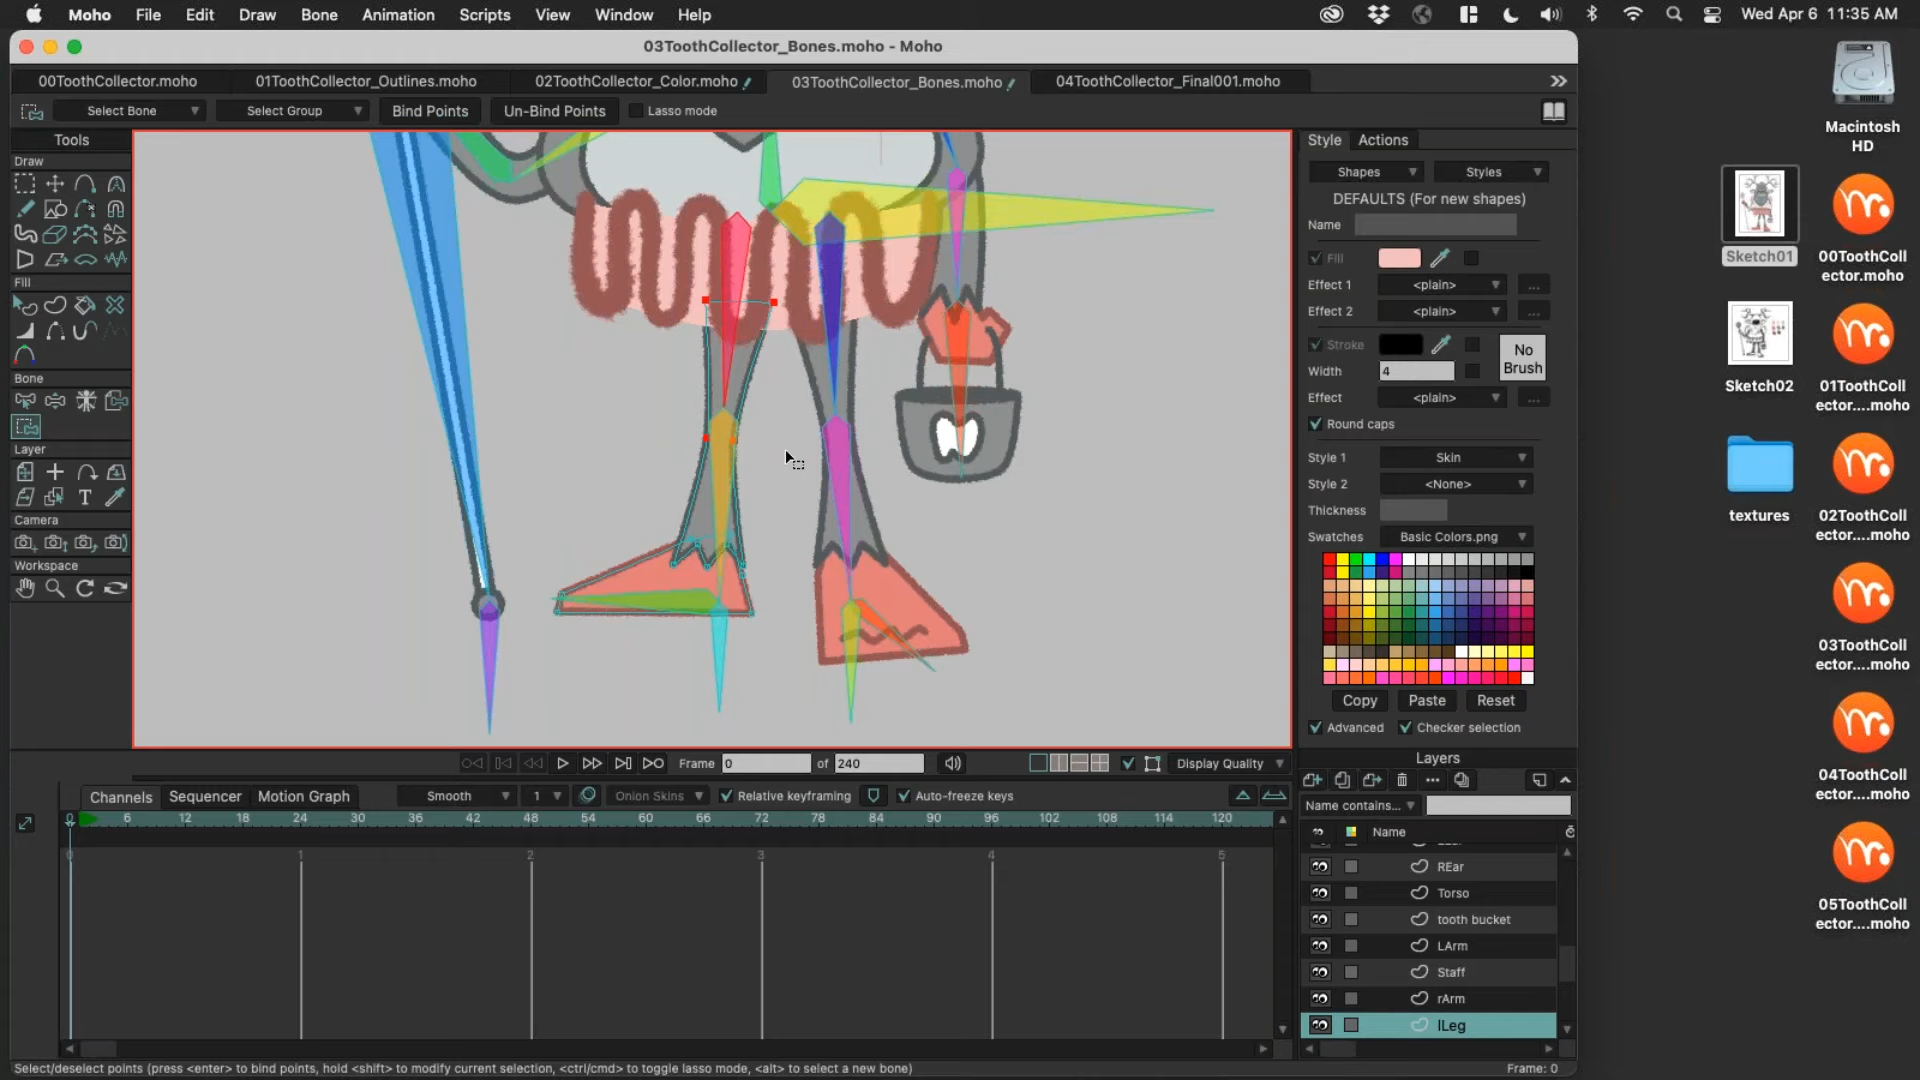 Moho File Edit Draw Bone Animation Scripts View Window Help Wed Apr 6 11:35 AM
03ToothCollector_Bones.moho - Moho
00ToothCollector.moho 01ToothCollector_Outlines.moho 02ToothCollector_Color.moho 03ToothCollector_Bones.moho 04ToothCollector_Final001.moho
Select Bone Select Group Bind Points Un-Bind Points Lasso mode
Tools
Draw
Fill
Bone
Layer
T
Camera
Workspace
Style Actions
Shapes Styles
DEFAULTS (For new shapes)
Name
Fill
Effect 1 <plain> ...
Effect 2 <plain> ...
Stroke
No Brush
Width 4
Effect <plain> ...
Round caps
Style 1 Skin
Style 2 <None>
Thickness
Swatches Basic Colors.png
Copy Paste Reset
Advanced Checker selection
Frame 0 of 240 Display Quality
Channels Sequencer Motion Graph Smooth 1 Onion Skins Relative keyframing Auto-freeze keys
0 6 12 18 24 30 36 42 48 54 60 66 72 78 84 90 96 102 108 114 120
0 1 2 3 4 5
Layers
Name contains...
Name
REar
Torso
tooth bucket
LArm
Staff
rArm
lLeg
Select/deselect points (press <enter> to bind points, hold <shift> to modify current selection, <ctrl/cmd> to toggle lasso mode, <alt> to select a new bone) Frame: 0
Macintosh HD
Sketch01
00ToothCollector.moho
Sketch02
01ToothCollector....moho
textures
02ToothCollector....moho
03ToothCollector....moho
04ToothCollector....moho
05ToothCollector....moho